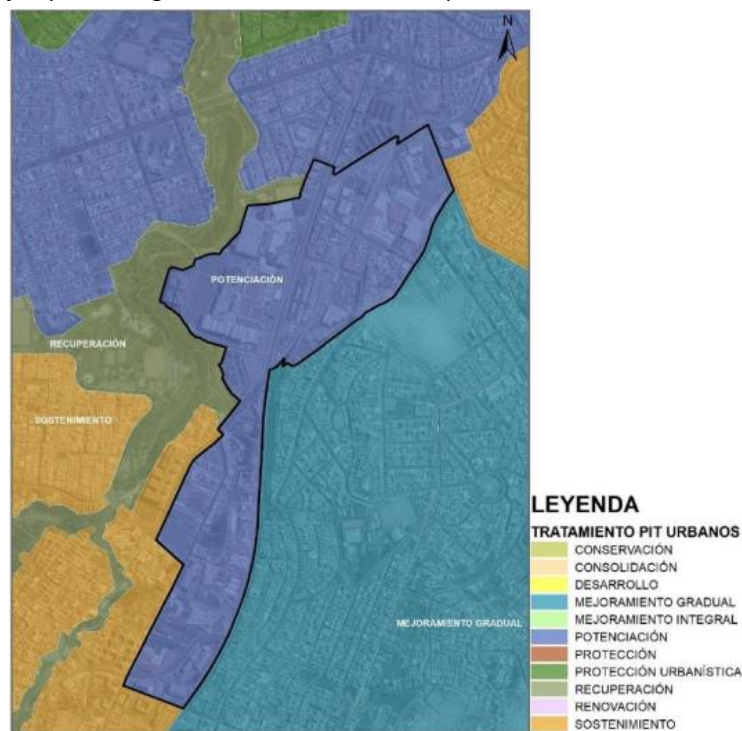 N
POTENCIACIÓN
RECUPERACIÓN
SOSTENIMIENTO
MEJORAMIENTO GRADUAL
LEYENDA
TRATAMIENTO PIT URBANOS
CONSERVACIÓN
CONSOLIDACIÓN
DESARROLLO
MEJORAMIENTO GRADUAL
MEJORAMIENTO INTEGRAL
POTENCIACIÓN
PROTECCIÓN
PROTECCIÓN URBANÍSTICA
RECUPERACIÓN
RENOVACIÓN
SOSTENIMIENTO